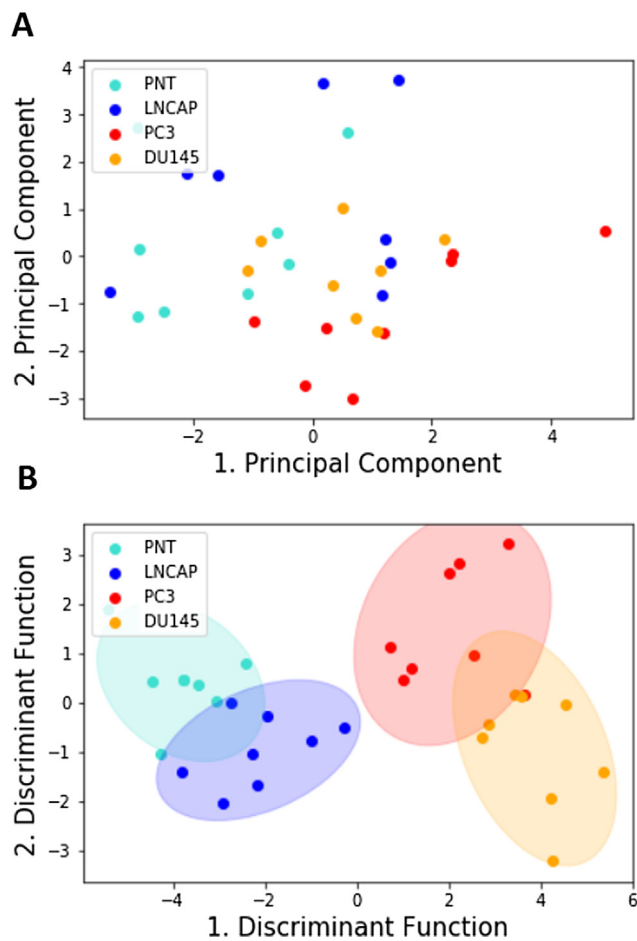 A
PNT
LNCAP
PC3
DU145
4
3
2
1
0
−1
−2
−3
2. Principal Component
−2
0
2
4
1. Principal Component
B
PNT
LNCAP
PC3
DU145
3
2
1
0
−1
−2
−3
2. Discriminant Function
−4
−2
0
2
4
6
1. Discriminant Function